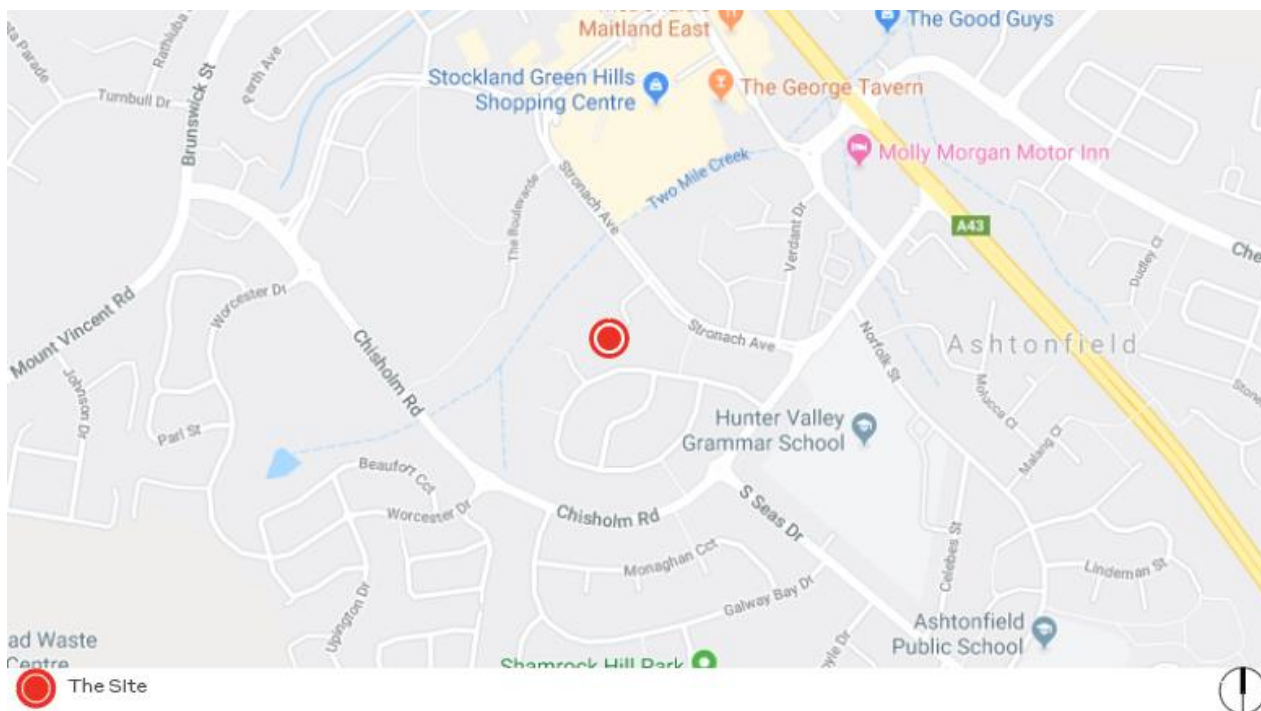 Maitland East
The Good Guys
Stockland Green Hills
Shopping Centre
The George Tavern
Rathluba
Perth Ave
Turnbull Dr
Brunswick St
Molly Morgan Motor Inn
Two Mile Creek
Stronach Ave
The Boulevarde
Verdant Dr
A43
Dudley Cl
Worcester Dr
Mount Vincent Rd
Chisholm Rd
Stronach Ave
Norfolk St
Ashtonfield
Johnson Dr
Parl St
Molucca Cl
Hunter Valley
Grammar School
Malang Cl
Beaufort Cct
Worcester Dr
Chisholm Rd
S Seas Dr
Monaghan Cct
Celebes St
Lindeman St
Galway Bay Dr
Upington Dr
Ashtonfield
Public School
ad Waste
Centre
Shamrock Hill Park
The SIte